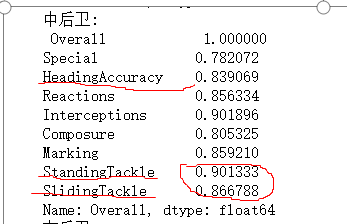 中后卫:
Overall 1.000000
Special 0.782072
HeadingAccuracy 0.839069
Reactions 0.856334
Interceptions 0.901896
Composure 0.805325
Marking 0.859210
StandingTackle 0.901333
SlidingTackle 0.866788
Name: Overall, dtype: float64